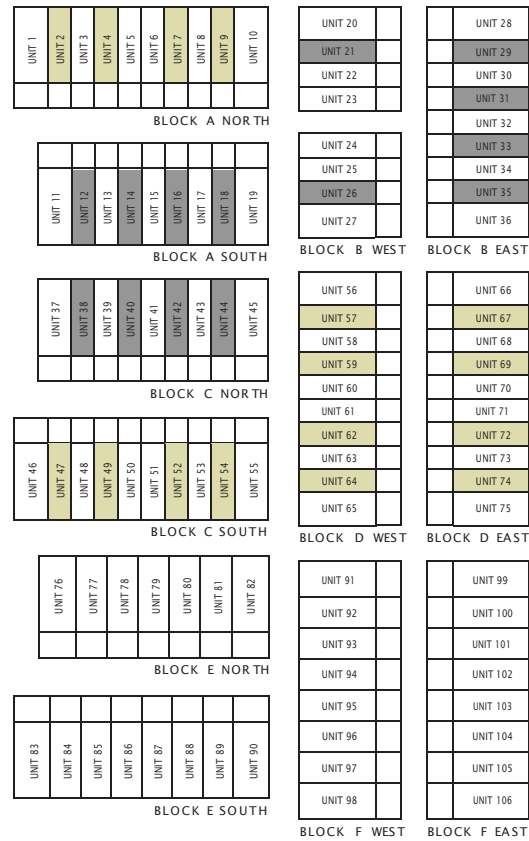 UNIT 1
UNIT 2
UNIT 3
UNIT 4
UNIT 5
UNIT 6
UNIT 7
UNIT 8
UNIT 9
UNIT 10
BLOCK A NORTH
UNIT 11
UNIT 12
UNIT 13
UNIT 14
UNIT 15
UNIT 16
UNIT 17
UNIT 18
UNIT 19
BLOCK A SOUTH
UNIT 37
UNIT 38
UNIT 39
UNIT 40
UNIT 41
UNIT 42
UNIT 43
UNIT 44
UNIT 45
BLOCK C NORTH
UNIT 46
UNIT 47
UNIT 48
UNIT 49
UNIT 50
UNIT 51
UNIT 52
UNIT 53
UNIT 54
UNIT 55
BLOCK C SOUTH
UNIT 76
UNIT 77
UNIT 78
UNIT 79
UNIT 80
UNIT 81
UNIT 82
BLOCK E NORTH
UNIT 83
UNIT 84
UNIT 85
UNIT 86
UNIT 87
UNIT 88
UNIT 89
UNIT 90
BLOCK E SOUTH
UNIT 20
UNIT 21
UNIT 22
UNIT 23
UNIT 24
UNIT 25
UNIT 26
UNIT 27
BLOCK B WEST
UNIT 28
UNIT 29
UNIT 30
UNIT 31
UNIT 32
UNIT 33
UNIT 34
UNIT 35
UNIT 36
BLOCK B EAST
UNIT 56
UNIT 57
UNIT 58
UNIT 59
UNIT 60
UNIT 61
UNIT 62
UNIT 63
UNIT 64
UNIT 65
BLOCK D WEST
UNIT 66
UNIT 67
UNIT 68
UNIT 69
UNIT 70
UNIT 71
UNIT 72
UNIT 73
UNIT 74
UNIT 75
BLOCK D EAST
UNIT 91
UNIT 92
UNIT 93
UNIT 94
UNIT 95
UNIT 96
UNIT 97
UNIT 98
BLOCK F WEST
UNIT 99
UNIT 100
UNIT 101
UNIT 102
UNIT 103
UNIT 104
UNIT 105
UNIT 106
BLOCK F EAST